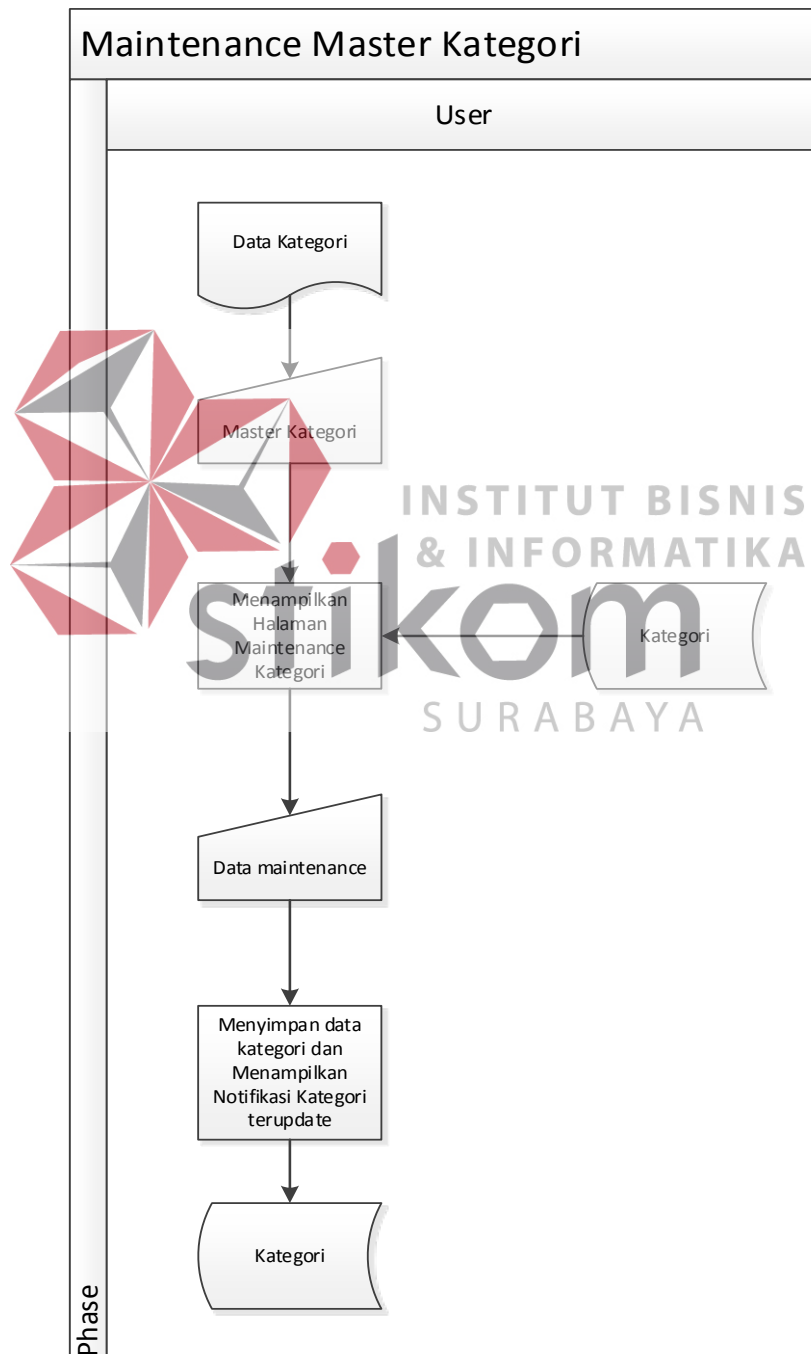 Maintenance Master Kategori
User
Data Kategori
Master Kategori
INSTITUT BISNIS
& INFORMATIKA
stikom
SURABAYA
Menampilkan
Halaman
Maintenance
Kategori
Kategori
Data maintenance
Menyimpan data
kategori dan
Menampilkan
Notifikasi Kategori
terupdate
Kategori
Phase